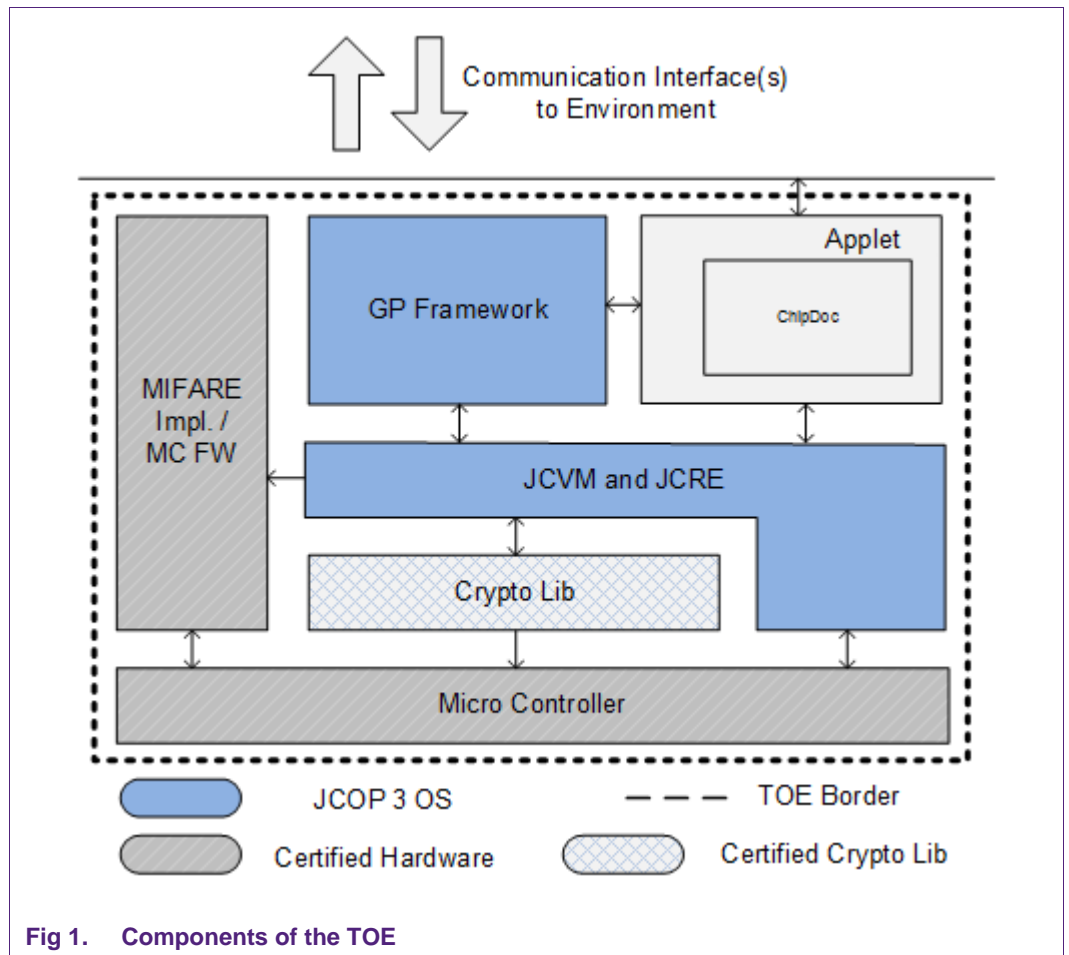 Communication Interface(s)
to Environment
Applet
GP Framework
ChipDoc
MIFARE
Impl. /
MC FW
JCVM and JCRE
Crypto Lib
Micro Controller
JCOP 3 OS
TOE Border
Certified Hardware
Certified Crypto Lib
Fig 1. Components of the TOE